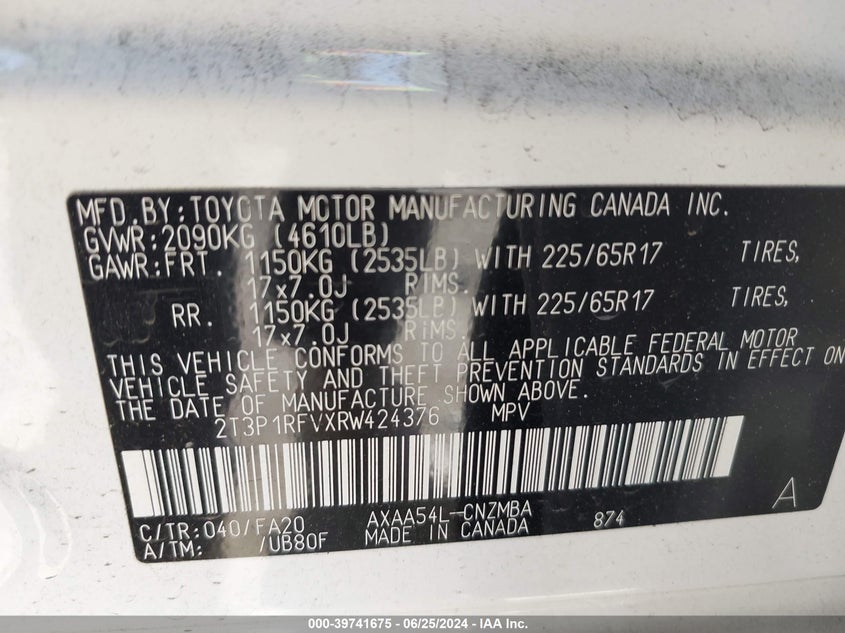 MFD.BY:TOYOTA MOTOR MANUFACTURING CANADA INC.
GVWR:2090KG (4610LB)
GAWR:FRT. 1150KG (2535LB) WITH 225/65R17 TIRES,
17x7.0J RIMS.
RR. 1150KG (2535LB) WITH 225/65R17 TIRES,
17x7.0J RIMS.
THIS VEHICLE CONFORMS TO ALL APPLICABLE FEDERAL MOTOR
VEHICLE SAFETY AND THEFT PREVENTION STANDARDS IN EFFECT ON
THE DATE OF MANUFACTURE SHOWN ABOVE.
2T3P1RFVXRW424376 MPV
C/TR:040/FA20 AXAA54L-CNZMBA 874 A
A/TM: /UB80F MADE IN CANADA
000-39741675 - 06/25/2024 - IAA Inc.